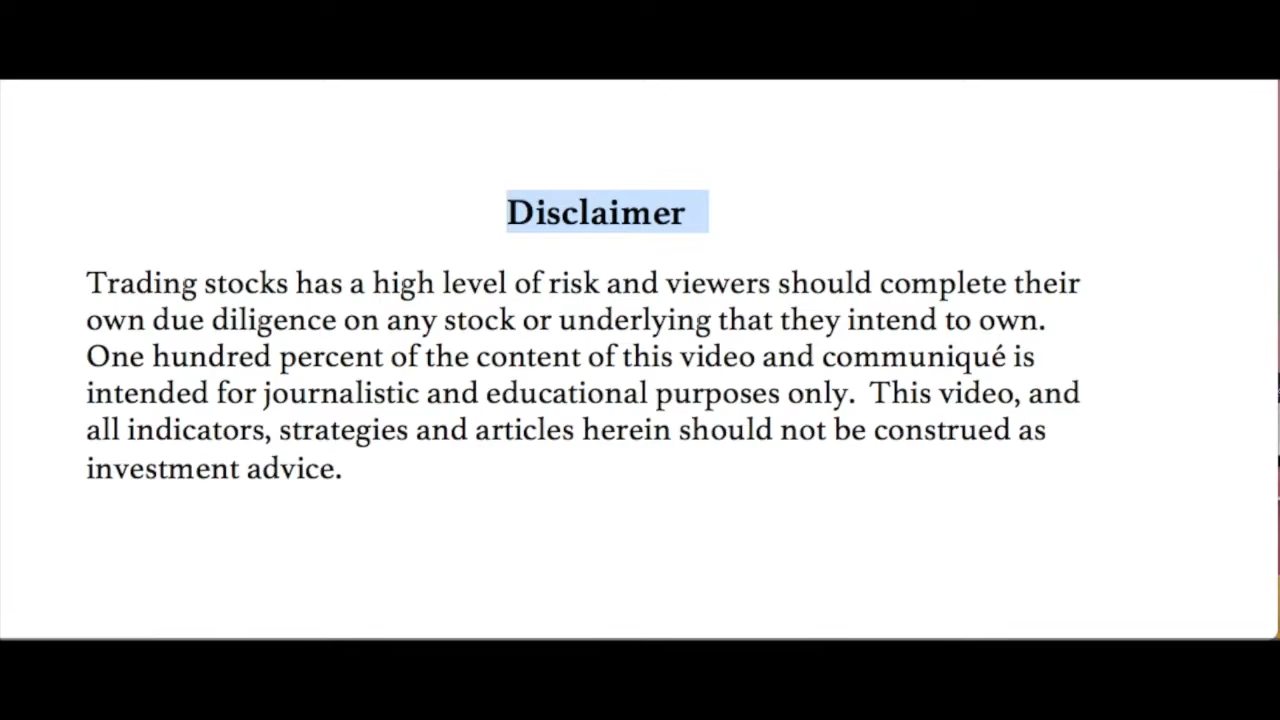 Disclaimer
Trading stocks has a high level of risk and viewers should complete their
own due diligence on any stock or underlying that they intend to own.
One hundred percent of the content of this video and communiqué is
intended for journalistic and educational purposes only.  This video, and
all indicators, strategies and articles herein should not be construed as
investment advice.